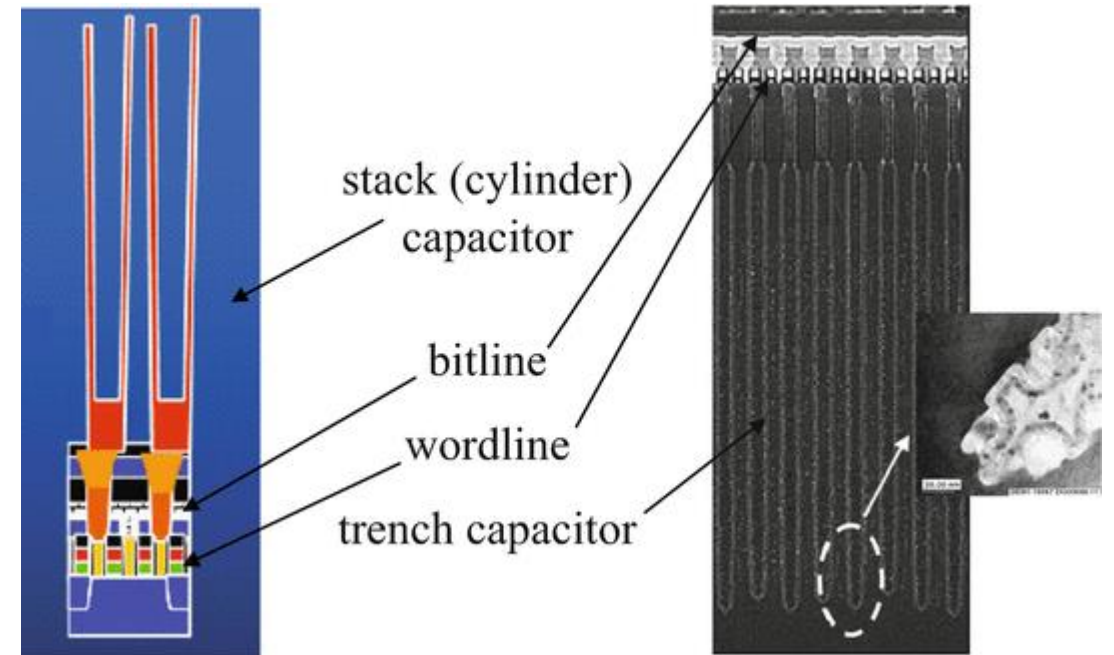 stack (cylinder)
capacitor
bitline
wordline
trench capacitor